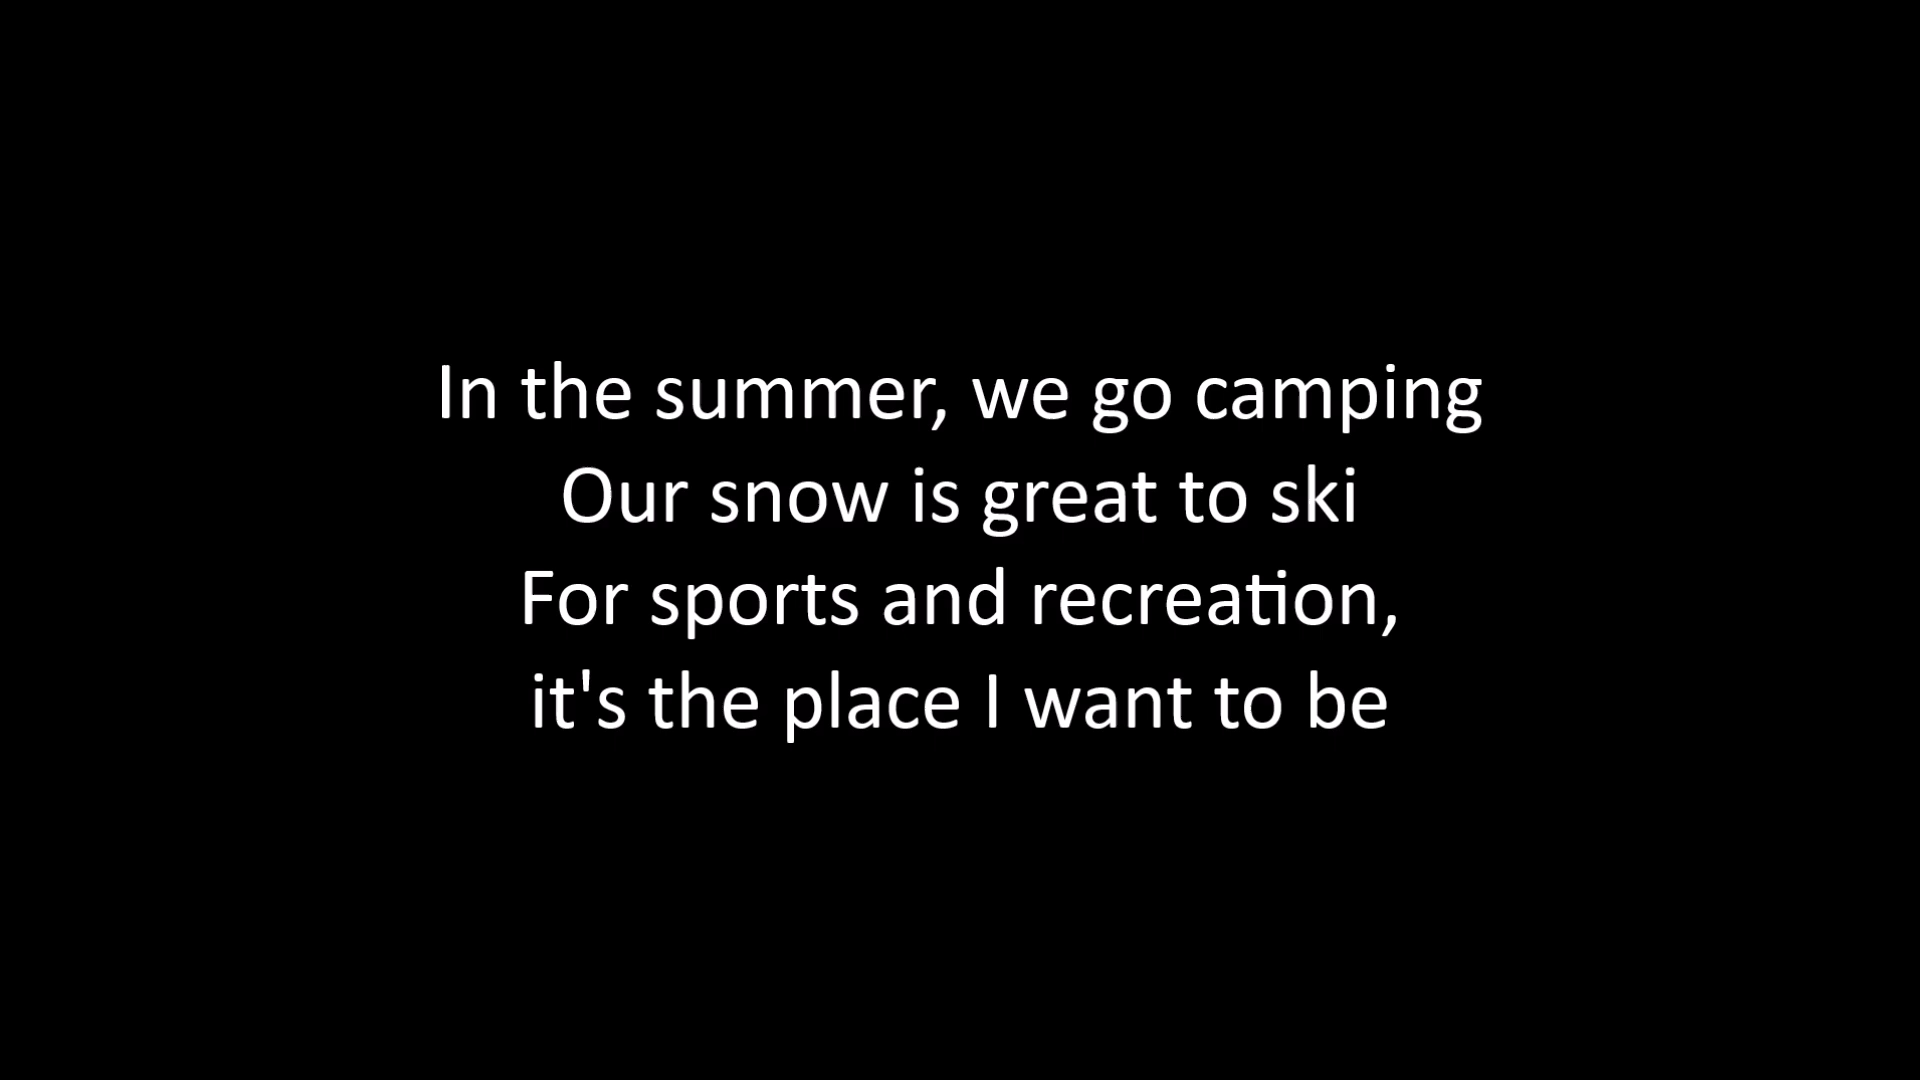 In the summer, we go camping
Our snow is great to ski
For sports and recreation,
it's the place I want to be